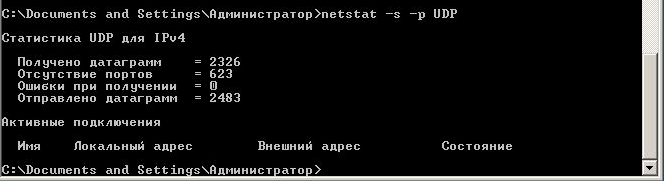 C:\Documents and Settings\Администратор>netstat -s -p UDP
Статистика UDP для IPv4
Получено датаграмм = 2326
Отсутствие портов = 623
Ошибки при получении = 0
Отправлено датаграмм = 2483
Активные подключения
Имя Локальный адрес Внешний адрес Состояние
C:\Documents and Settings\Администратор>